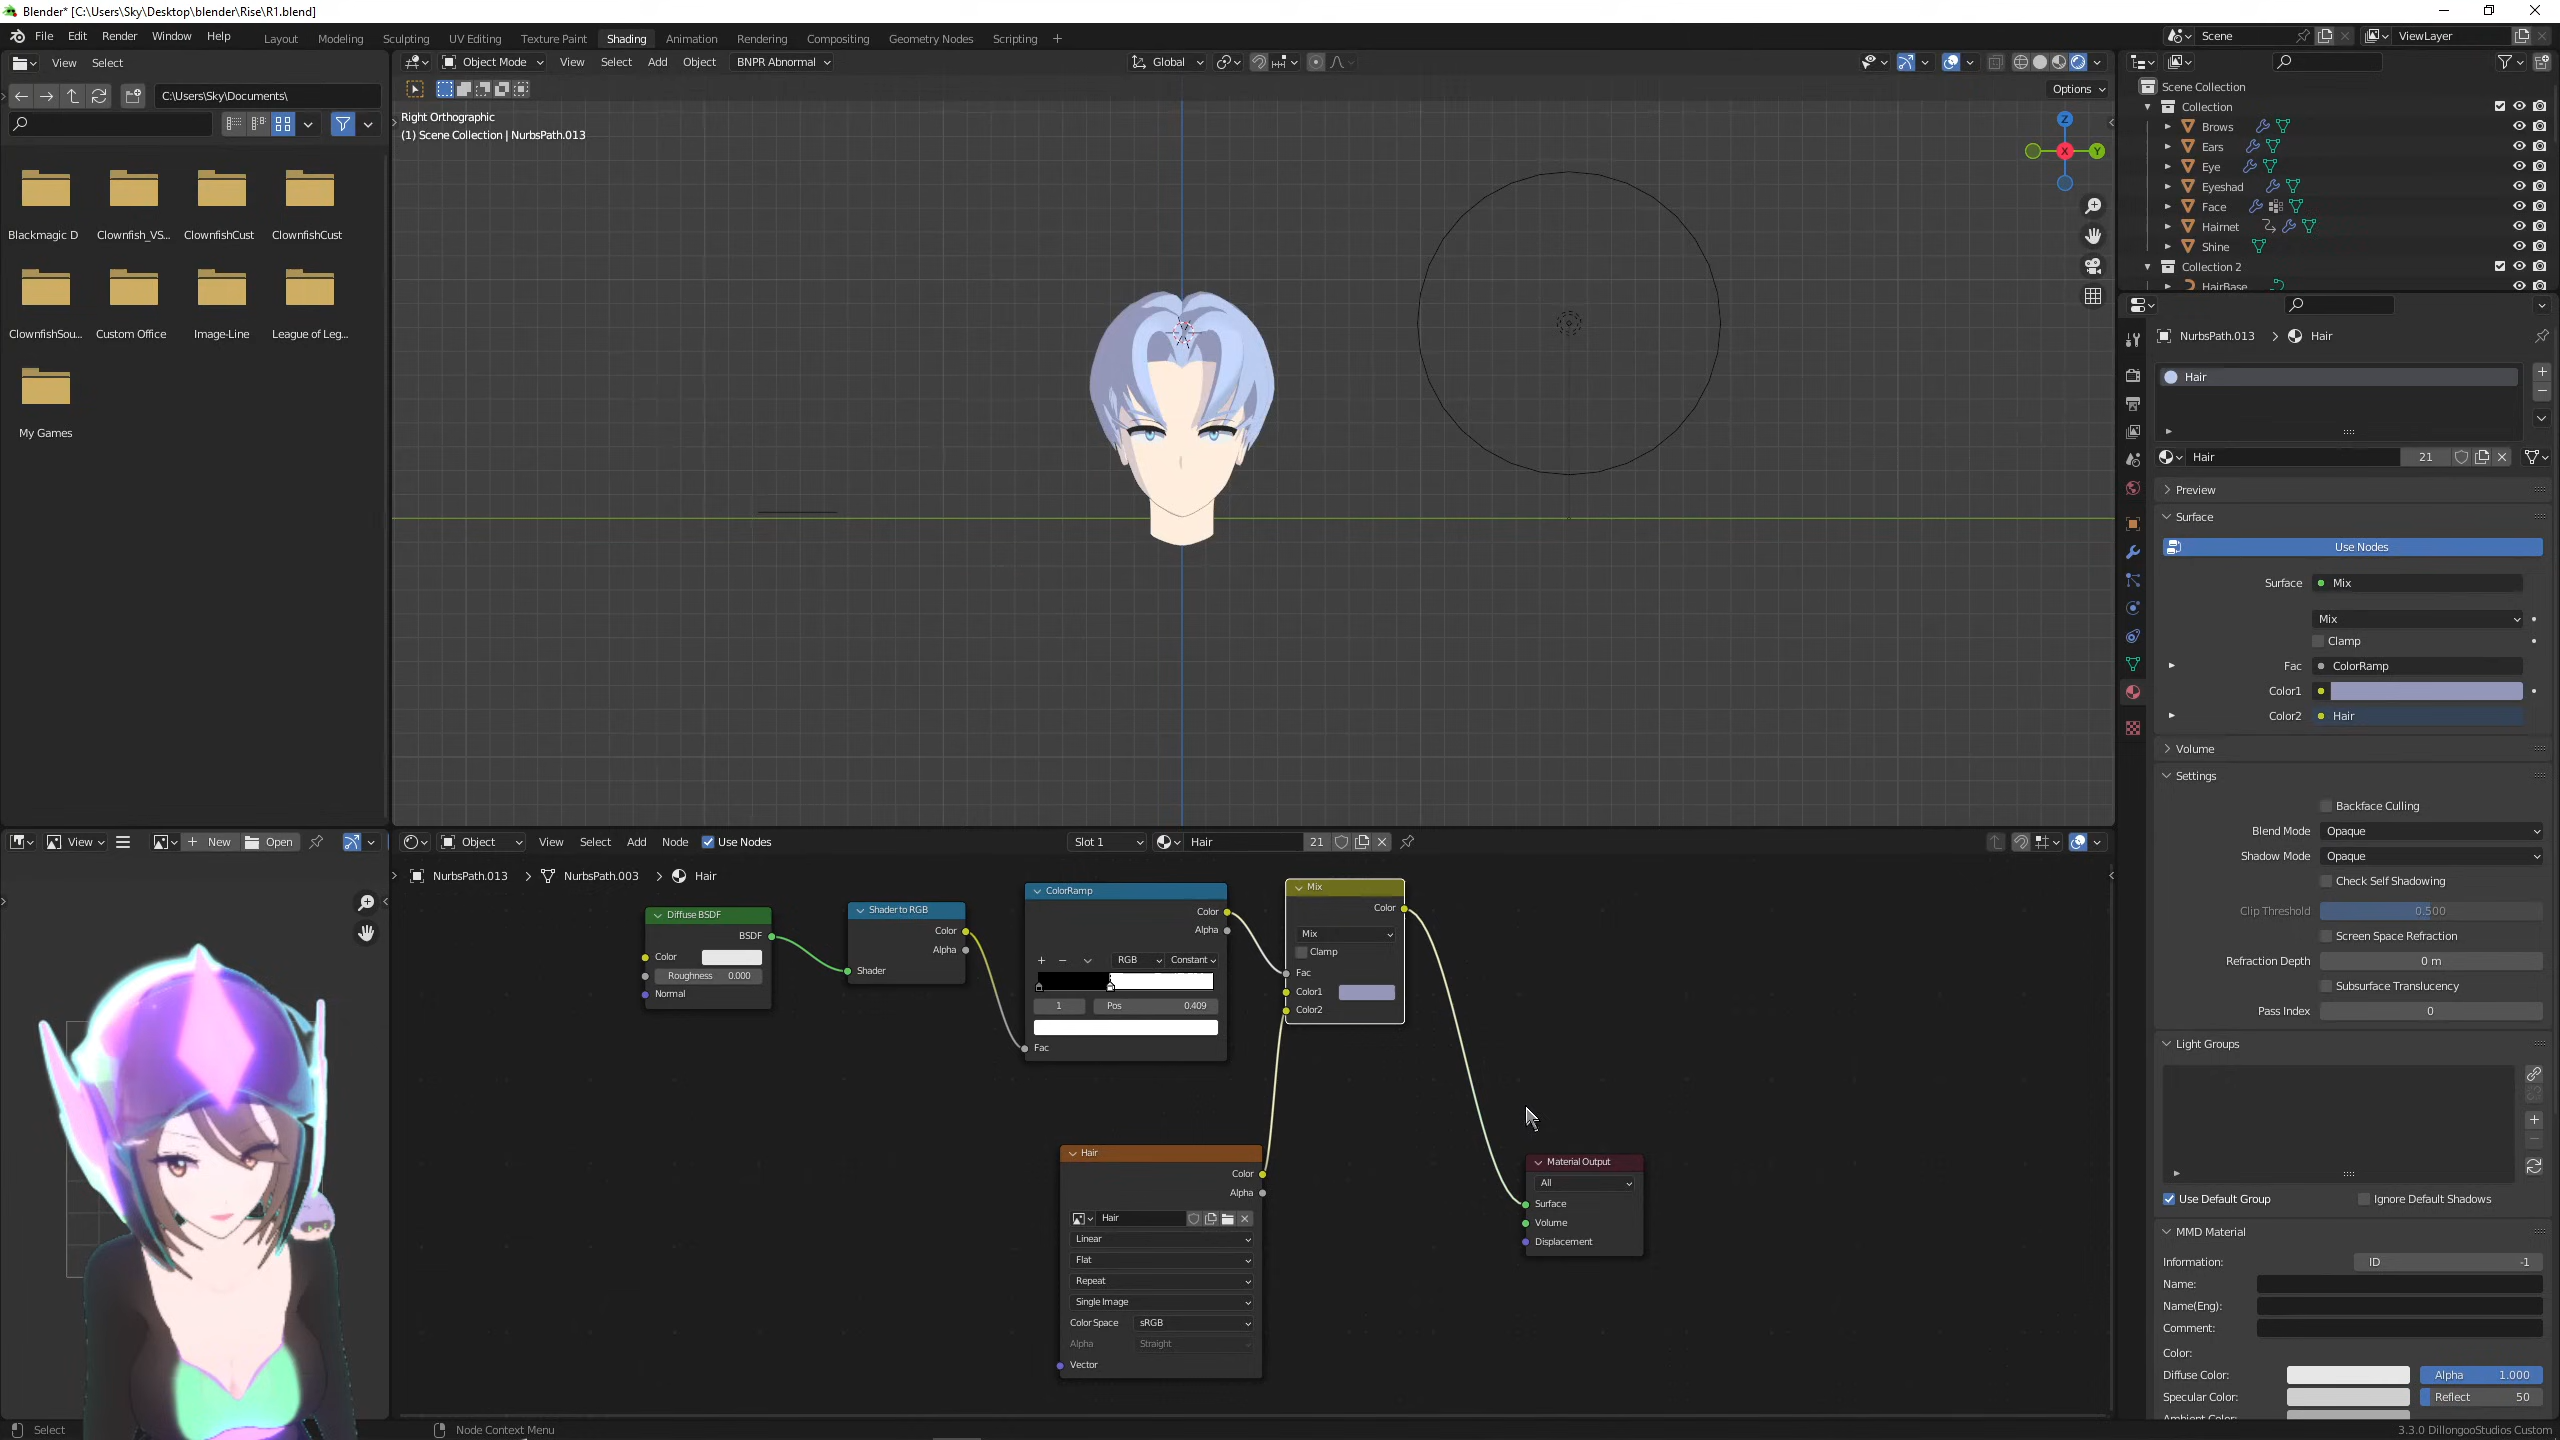 Blender* [C:\Users\Sky\Desktop\blender\Rise\R1.blend]
File Edit Render Window Help Layout Modeling Sculpting UV Editing Texture Paint Shading Animation Rendering Compositing Geometry Nodes Scripting Scene ViewLayer
View Select Object Mode View Select Add Object BNPR Abnormal Global
C:\Users\Sky\Documents\
Options
Right Orthographic
(1) Scene Collection | NurbsPath.013
Z
X
Y
Blackmagic D Clownfish_VS... ClownfishCust ClownfishCust
ClownfishSou... Custom Office Image-Line League of Leg...
My Games
Scene Collection
Collection
Brows
Ears
Eye
Eyeshad
Face
Hairnet
Shine
Collection 2
HairBase
NurbsPath.013 > Hair
Hair
Hair 21
Preview
Surface
Use Nodes
Surface Mix
Mix
Clamp
Fac ColorRamp
Color1
Color2 Hair
Volume
Settings
Backface Culling
Blend Mode Opaque
Shadow Mode Opaque
Check Self Shadowing
Clip Threshold 0.500
Screen Space Refraction
Refraction Depth 0 m
Subsurface Translucency
Pass Index 0
Light Groups
Use Default Group Ignore Default Shadows
MMD Material
Information: ID -1
Name:
Name(Eng):
Comment:
Color:
Diffuse Color: Alpha 1.000
Specular Color: Reflect 50
Ambient Color:
View New Open
Object View Select Add Node Use Nodes Slot 1 Hair 21
NurbsPath.013 > NurbsPath.003 > Hair
Diffuse BSDF
BSDF
Color
Roughness 0.000
Normal
Shader to RGB
Color
Alpha
Shader
ColorRamp
Color
Alpha
RGB Constant
1 Pos 0.409
Fac
Mix
Color
Mix
Clamp
Fac
Color1
Color2
Hair
Color
Alpha
Hair
Linear
Flat
Repeat
Single Image
Color Space sRGB
Alpha Straight
Vector
Material Output
All
Surface
Volume
Displacement
Select Node Context Menu 3.3.0 DillongooStudios Custom